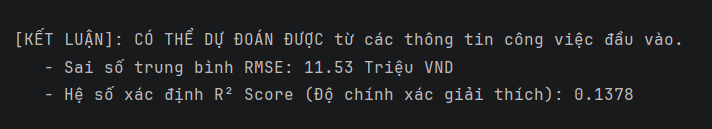 [KẾT LUẬN]: CÓ THỂ DỰ ĐOÁN ĐƯỢC từ các thông tin công việc đầu vào.
- Sai số trung bình RMSE: 11.53 Triệu VND
- Hệ số xác định R² Score (Độ chính xác giải thích): 0.1378